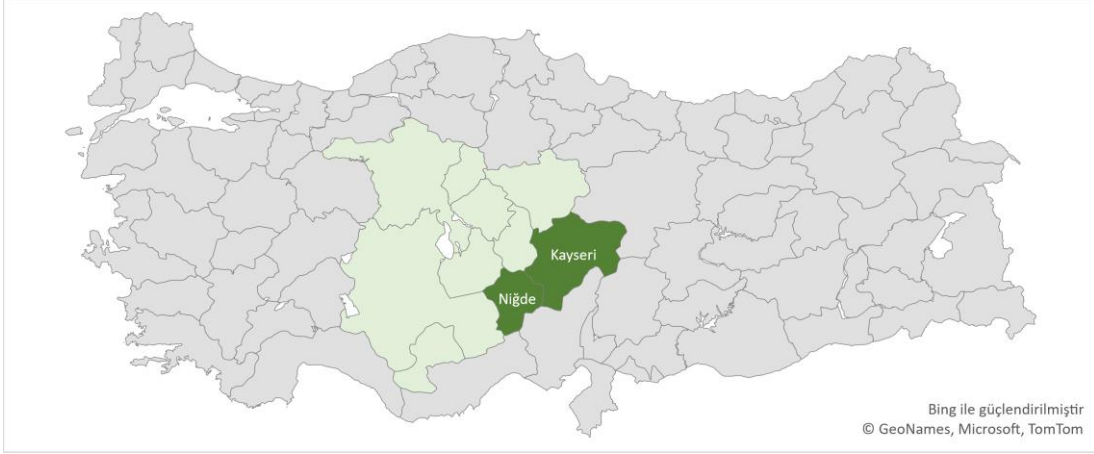 Kayseri
Niğde
Bing ile güçlendirilmiştir
© GeoNames, Microsoft, TomTom